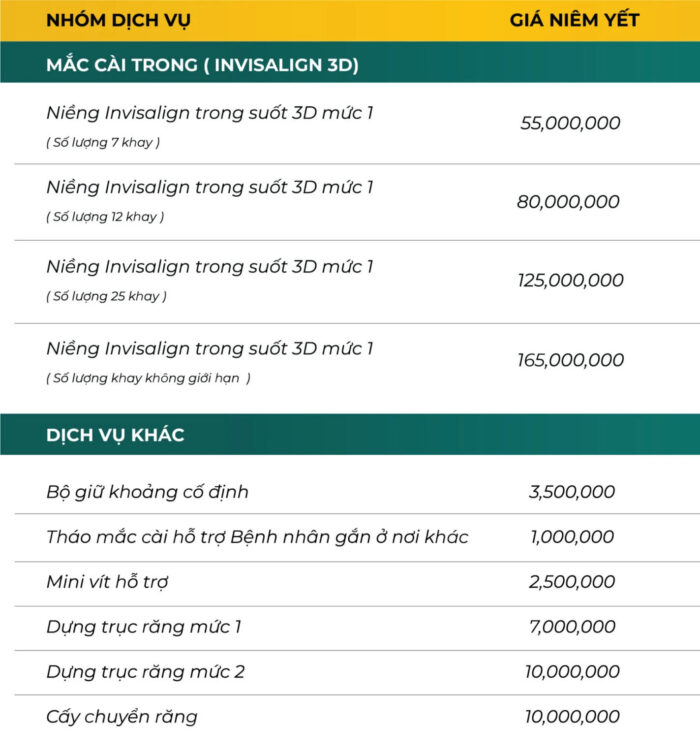 NHÓM DỊCH VỤ GIÁ NIÊM YẾT
MẮC CÀI TRONG ( INVISALIGN 3D)
Niềng Invisalign trong suốt 3D mức 1 55,000,000
( Số lượng 7 khay )
Niềng Invisalign trong suốt 3D mức 1 80,000,000
( Số lượng 12 khay )
Niềng Invisalign trong suốt 3D mức 1 125,000,000
( Số lượng 25 khay )
Niềng Invisalign trong suốt 3D mức 1 165,000,000
( Số lượng khay không giới hạn )
DỊCH VỤ KHÁC
Bộ giữ khoảng cố định 3,500,000
Tháo mắc cài hỗ trợ Bệnh nhân gắn ở nơi khác 1,000,000
Mini vít hỗ trợ 2,500,000
Dựng trục răng mức 1 7,000,000
Dựng trục răng mức 2 10,000,000
Cấy chuyển răng 10,000,000